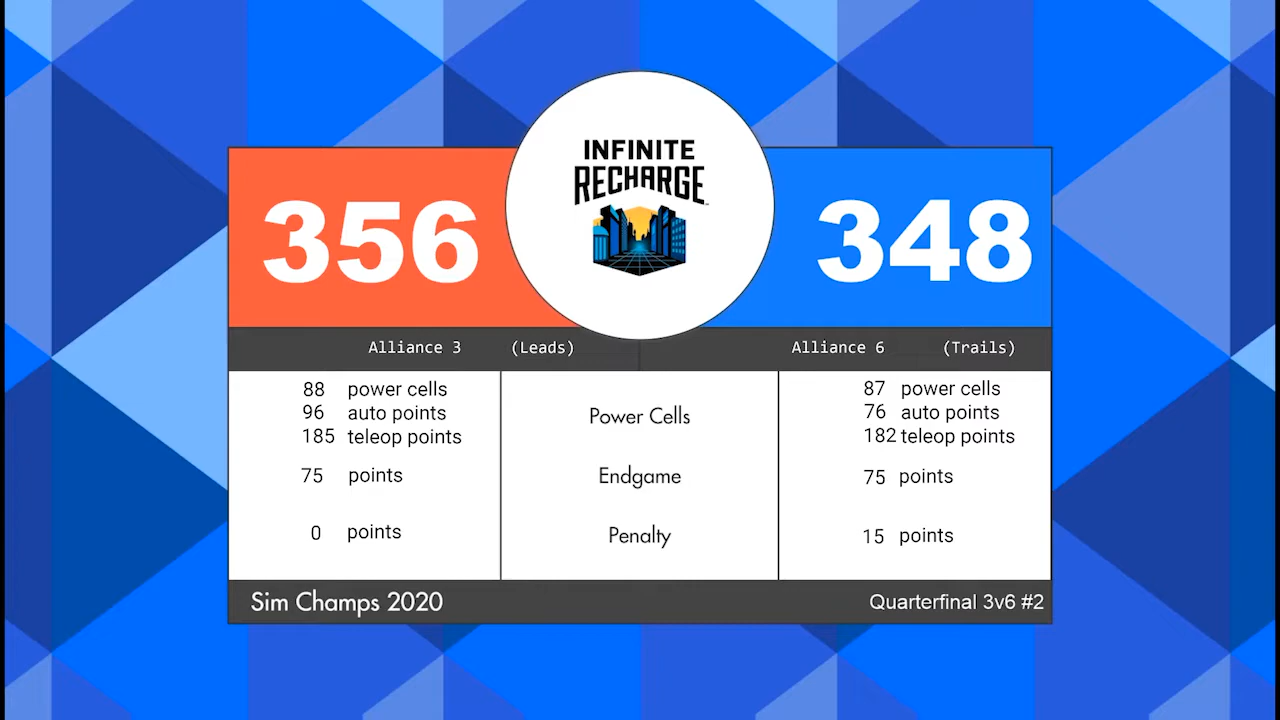 INFINITE
RECHARGE
356
348
Alliance 3 (Leads)
Alliance 6 (Trails)
88 power cells
96 auto points
185 teleop points
Power Cells
87 power cells
76 auto points
182 teleop points
75 points
Endgame
75 points
0 points
Penalty
15 points
Sim Champs 2020
Quarterfinal 3v6 #2